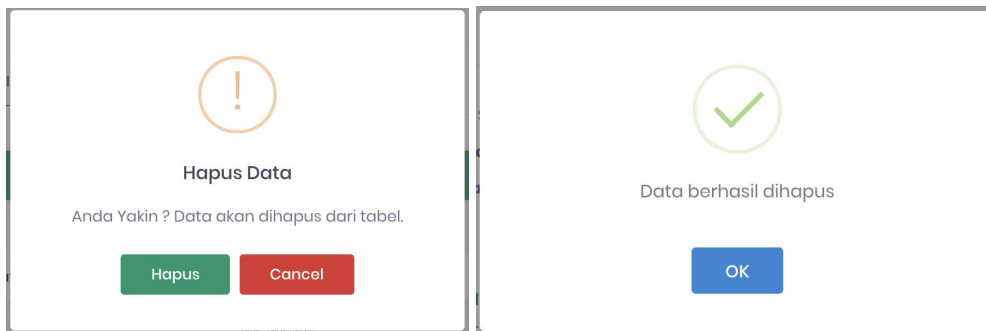 Hapus Data
Anda Yakin ? Data akan dihapus dari tabel.
Hapus
Cancel
Data berhasil dihapus
OK